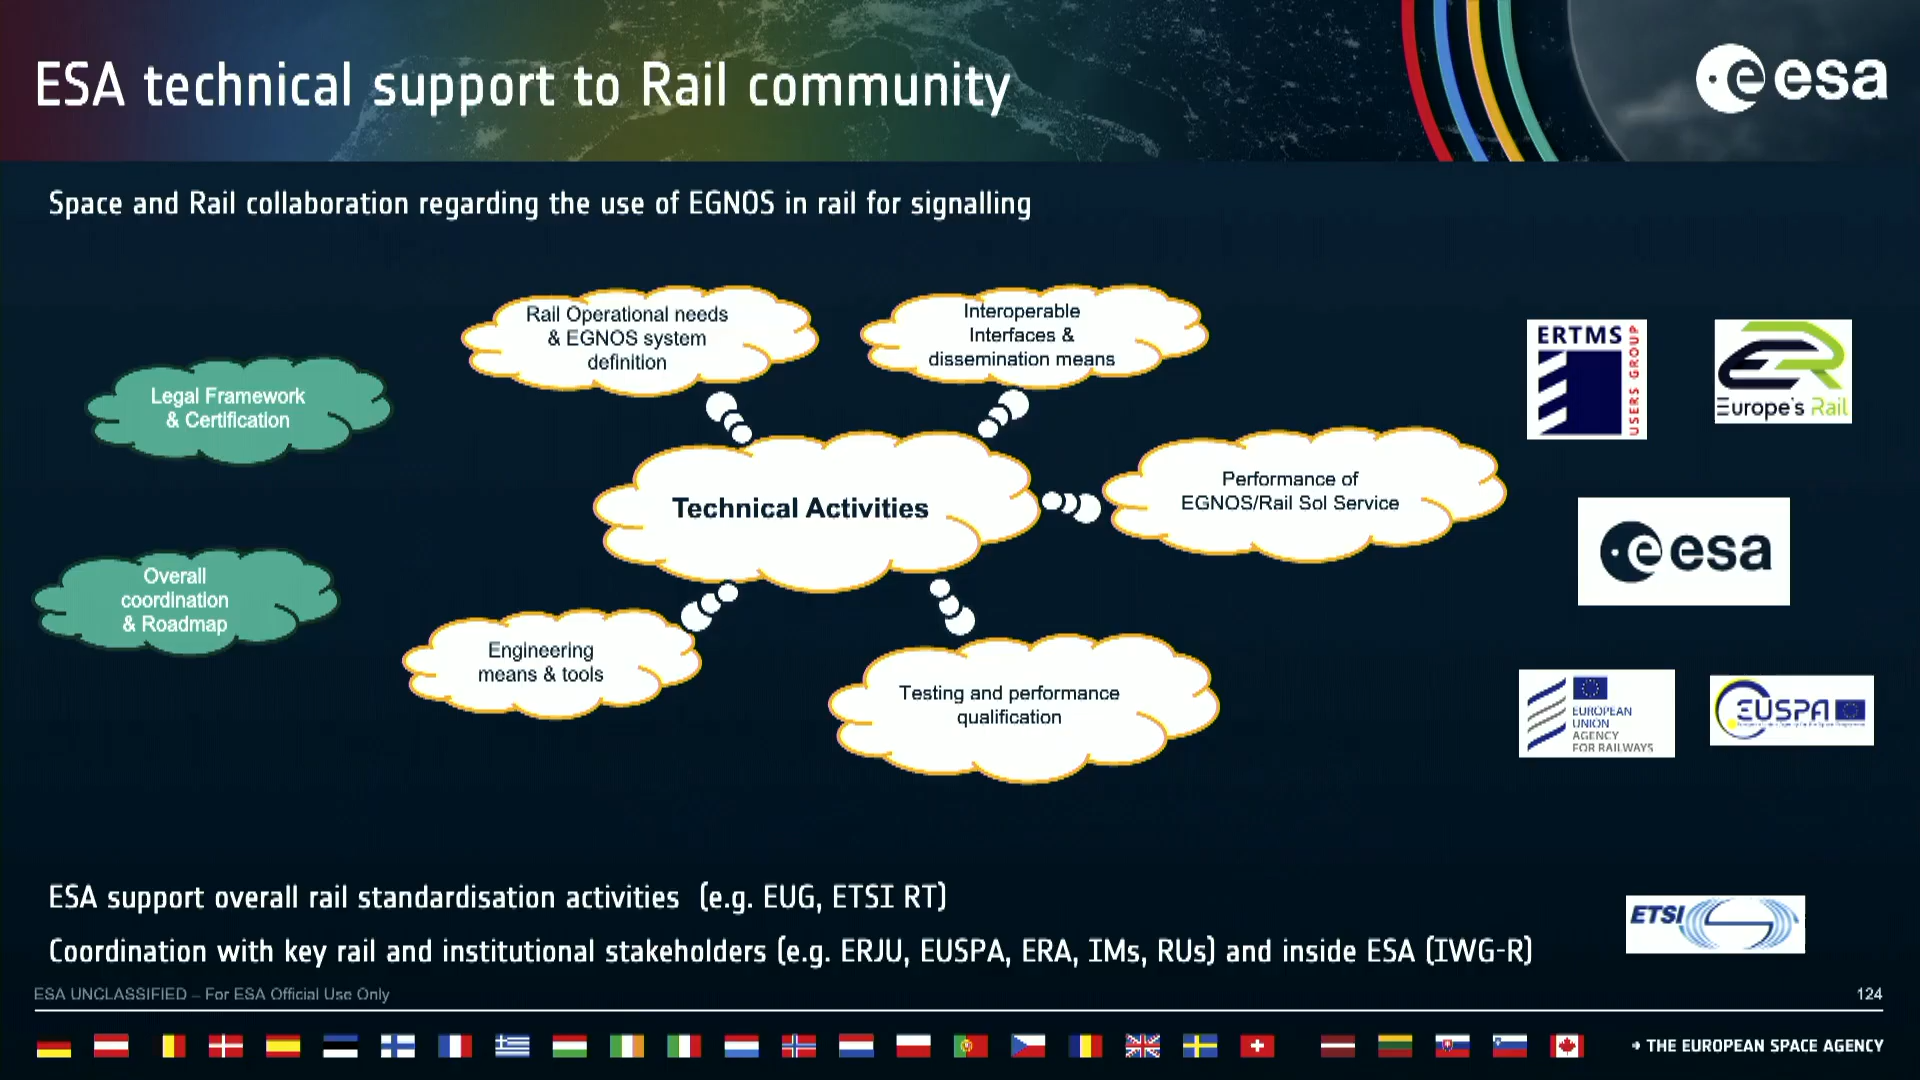 ESA technical support to Rail community
esa
Space and Rail collaboration regarding the use of EGNOS in rail for signalling
Rail Operational needs
& EGNOS system
definition
Interoperable
Interfaces &
dissemination means
Legal Framework
& Certification
Technical Activities
Performance of
EGNOS/Rail Sol Service
Overall
coordination
& Roadmap
Engineering
means & tools
Testing and performance
qualification
ERTMS
USERS GROUP
Europe's Rail
esa
EUROPEAN
UNION
AGENCY
FOR RAILWAYS
EUSPA
ESA support overall rail standardisation activities (e.g. EUG, ETSI RT)
ETSI
Coordination with key rail and institutional stakeholders (e.g. ERJU, EUSPA, ERA, IMs, RUs) and inside ESA (IWG-R)
ESA UNCLASSIFIED – For ESA Official Use Only
124
THE EUROPEAN SPACE AGENCY